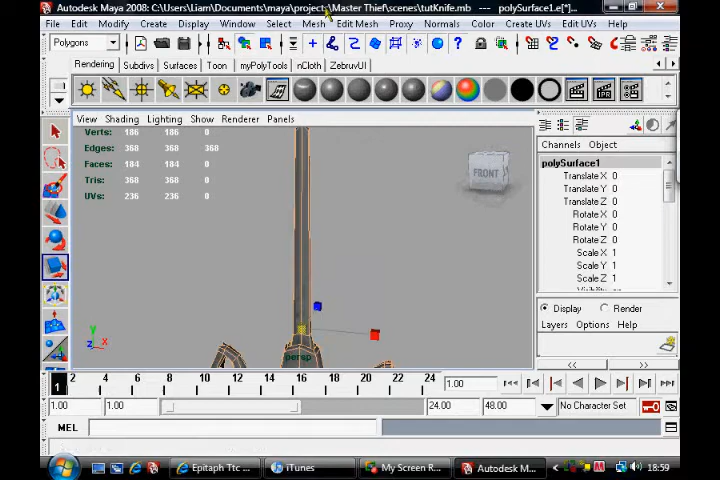 Autodesk Maya 2008: C:\Users\Liam\Documents\maya\projects\Master Thief\scenes\tutKnife.mb --- polySurface1.e[*]...
File Edit Modify Create Display Window Select Mesh Edit Mesh Proxy Normals Color Create UVs Edit UVs Help
Polygons
Rendering Subdivs Surfaces Toon myPolyTools nCloth ZebruvUI
IPR
View Shading Lighting Show Renderer Panels
Verts: 186 186 0
Edges: 368 368 368
Faces: 184 184 0
Tris: 368 368 0
UVs: 236 236 0
FRONT
persp
y
z x
Channels Object
polySurface1
Translate X 0
Translate Y 0
Translate Z 0
Rotate X 0
Rotate Y 0
Rotate Z 0
Scale X 1
Scale Y 1
Scale Z 1
Display Render
Layers Options Help
1 2 4 6 8 10 12 14 16 18 20 22 24 1.00
1.00 1.00 24.00 48.00 No Character Set
MEL
Epitaph Ttc ... iTunes My Screen R... Autodesk M... 18:59